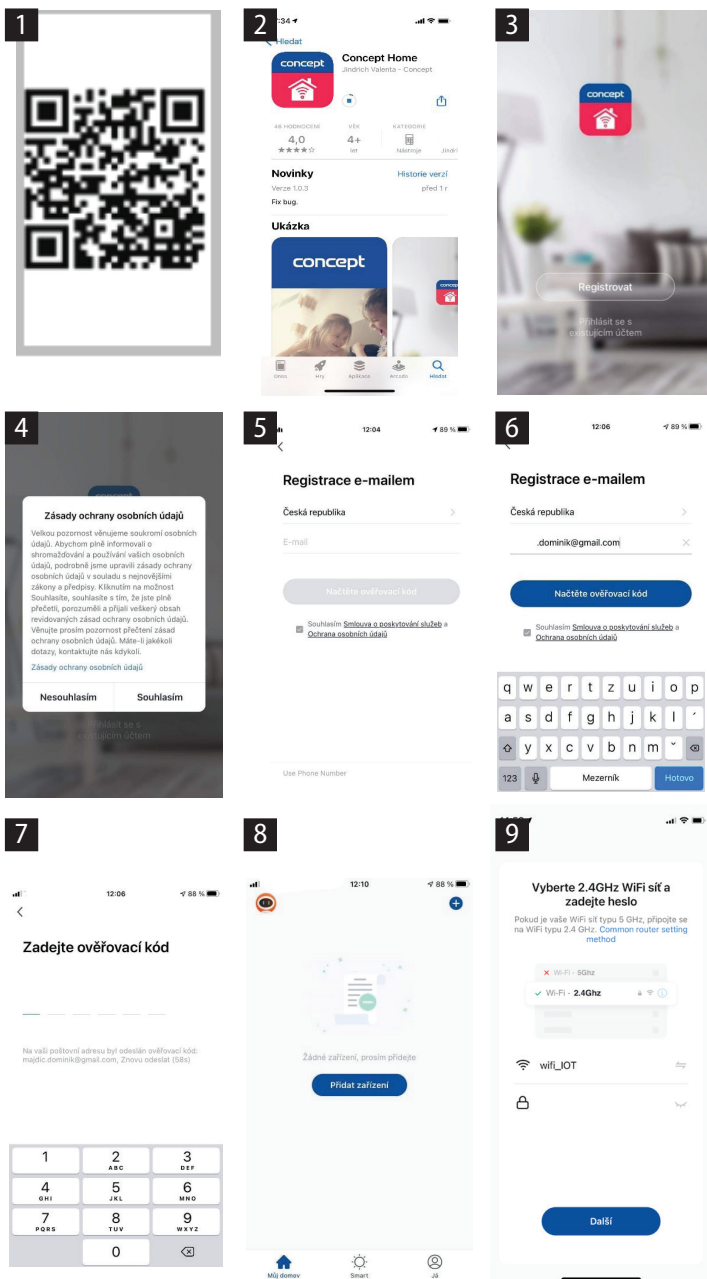 1
2
:34
Hledat
concept
Concept Home
Jindrich Valenta - Concept
46 HODNOCENÍ
VĚK
KATEGORIE
4,0
4+
★★★★☆
let
Nástroje
Jindři
Novinky
Historie verzí
Verze 1.0.3
před 1 r
Fix bug.
Ukázka
concept
concept
Dnes
Hry
Aplikace
Arcade
Hledat
3
concept
Registrovat
Přihlásit se s
existujícím účtem
4
concept
Zásady ochrany osobních údajů
Velkou pozornost věnujeme soukromí osobních
údajů. Abychom plně informovali o
shromažďování a používání vašich osobních
údajů, podrobně jsme upravili zásady ochrany
osobních údajů v souladu s nejnovějšími
zákony a předpisy. Kliknutím na možnost
Souhlasíte, souhlasíte s tím, že jste plně
přečetli, porozuměli a přijali veškerý obsah
revidovaných zásad ochrany osobních údajů.
Věnujte prosím pozornost přečtení zásad
ochrany osobních údajů. Máte-li jakékoli
dotazy, kontaktujte nás kdykoli.
Zásady ochrany osobních údajů
Nesouhlasím
Souhlasím
Přihlásit se s
existujícím účtem
5
12:04
89 %
Registrace e-mailem
Česká republika
E-mail
Načtěte ověřovací kód
Souhlasím Smlouva o poskytování služeb a
Ochrana osobních údajů
Use Phone Number
6
12:06
89 %
Registrace e-mailem
Česká republika
.dominik@gmail.com
Načtěte ověřovací kód
Souhlasím Smlouva o poskytování služeb a
Ochrana osobních údajů
q w e r t z u i o p
a s d f g h j k l ´
y x c v b n m ˇ
123
Mezerník
Hotovo
7
12:06
88 %
Zadejte ověřovací kód
Na vaši poštovní adresu byl odeslán ověřovací kód:
majdic.dominik@gmail.com, Znovu
odeslat (58s)
1
2
ABC
3
DEF
4
GHI
5
JKL
6
MNO
7
PQRS
8
TUV
9
WXYZ
0
8
12:10
88 %
Žádné zařízení, prosím přidejte
Přidat zařízení
Můj domov
Smart
Já
9
Vyberte 2.4GHz WiFi síť a
zadejte heslo
Pokud je vaše WiFi síť typu 5 GHz, připojte se
na WiFi typu 2.4 GHz. Common router setting
method
Wi-Fi - 5Ghz
Wi-Fi - 2.4Ghz
wifi_IOT
Další